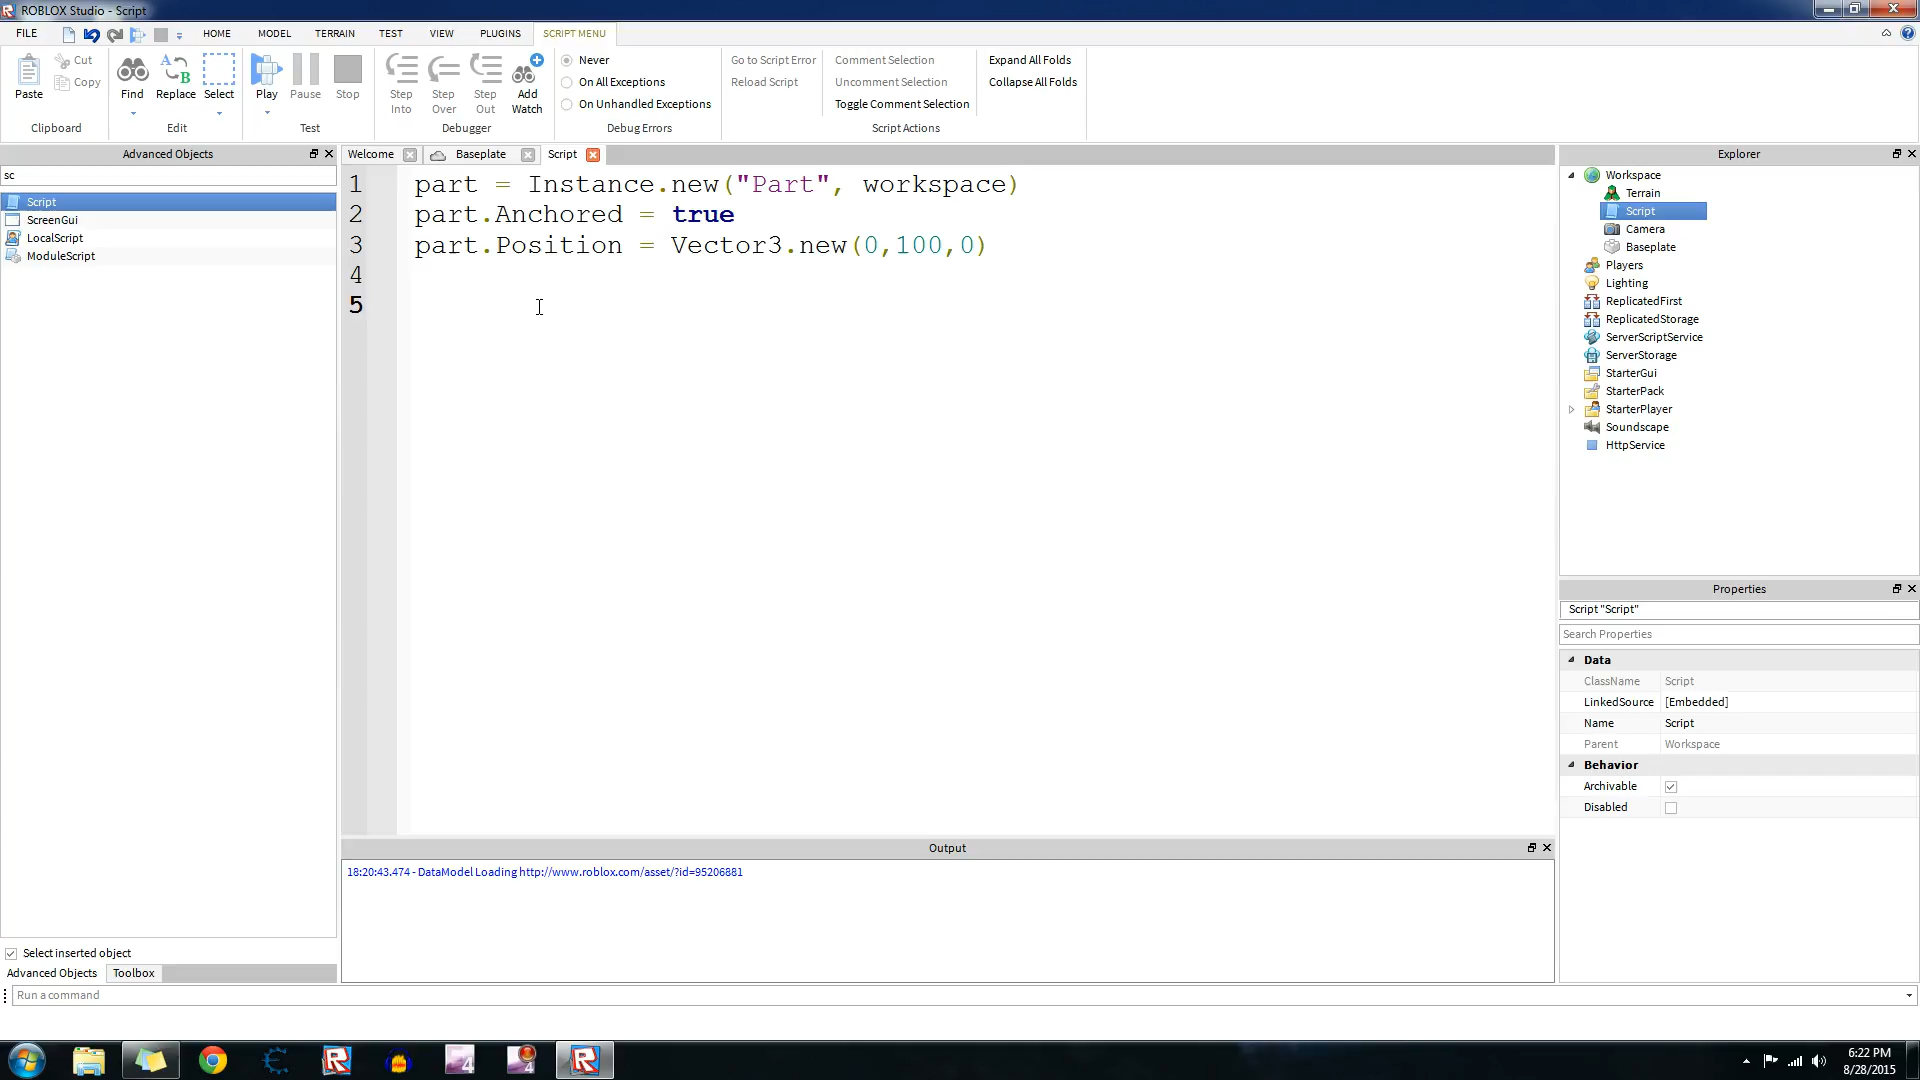 ROBLOX Studio - Script
FILE
HOME
MODEL
TERRAIN
TEST
VIEW
PLUGINS
SCRIPT MENU
Paste
Cut
Copy
Clipboard
Find
Replace
Select
Edit
Play
Pause
Stop
Test
Step Into
Step Over
Step Out
Add Watch
Debugger
Never
On All Exceptions
On Unhandled Exceptions
Debug Errors
Go to Script Error
Reload Script
Comment Selection
Uncomment Selection
Toggle Comment Selection
Expand All Folds
Collapse All Folds
Script Actions
Advanced Objects
sc
Script
ScreenGui
LocalScript
ModuleScript
Select inserted object
Advanced Objects
Toolbox
Welcome
Baseplate
Script
1 part = Instance.new("Part", workspace)
2 part.Anchored = true
3 part.Position = Vector3.new(0,100,0)
4
5
Output
18:20:43.474 - DataModel Loading http://www.roblox.com/asset/?id=95206881
Explorer
Workspace
Terrain
Script
Camera
Baseplate
Players
Lighting
ReplicatedFirst
ReplicatedStorage
ServerScriptService
ServerStorage
StarterGui
StarterPack
StarterPlayer
Soundscape
HttpService
Properties
Script "Script"
Search Properties
Data
ClassName Script
LinkedSource [Embedded]
Name Script
Parent Workspace
Behavior
Archivable
Disabled
Run a command
4
4
6:22 PM
8/28/2015